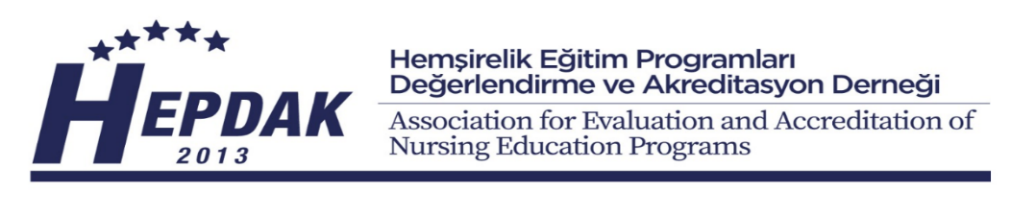 HEPDAK
2013
Hemşirelik Eğitim Programları
Değerlendirme ve Akreditasyon Derneği
Association for Evaluation and Accreditation of
Nursing Education Programs